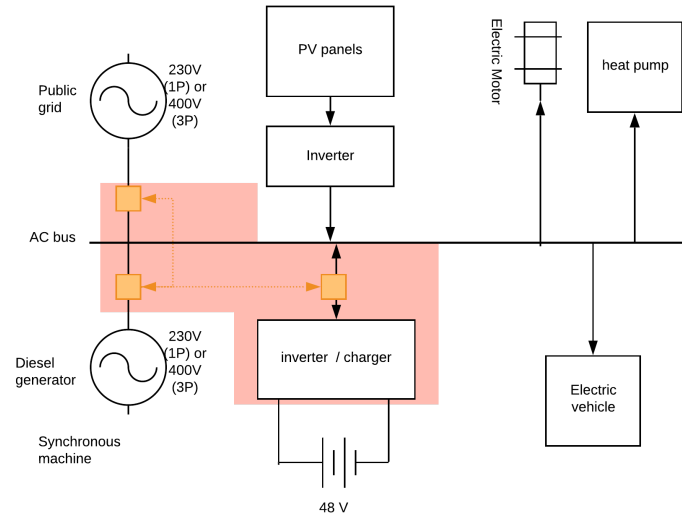 Public
grid
230V
(1P) or
400V
(3P)
PV panels
Electric Motor
heat pump
Inverter
AC bus
Diesel
generator
230V
(1P) or
400V
(3P)
inverter / charger
Electric
vehicle
Synchronous
machine
48 V